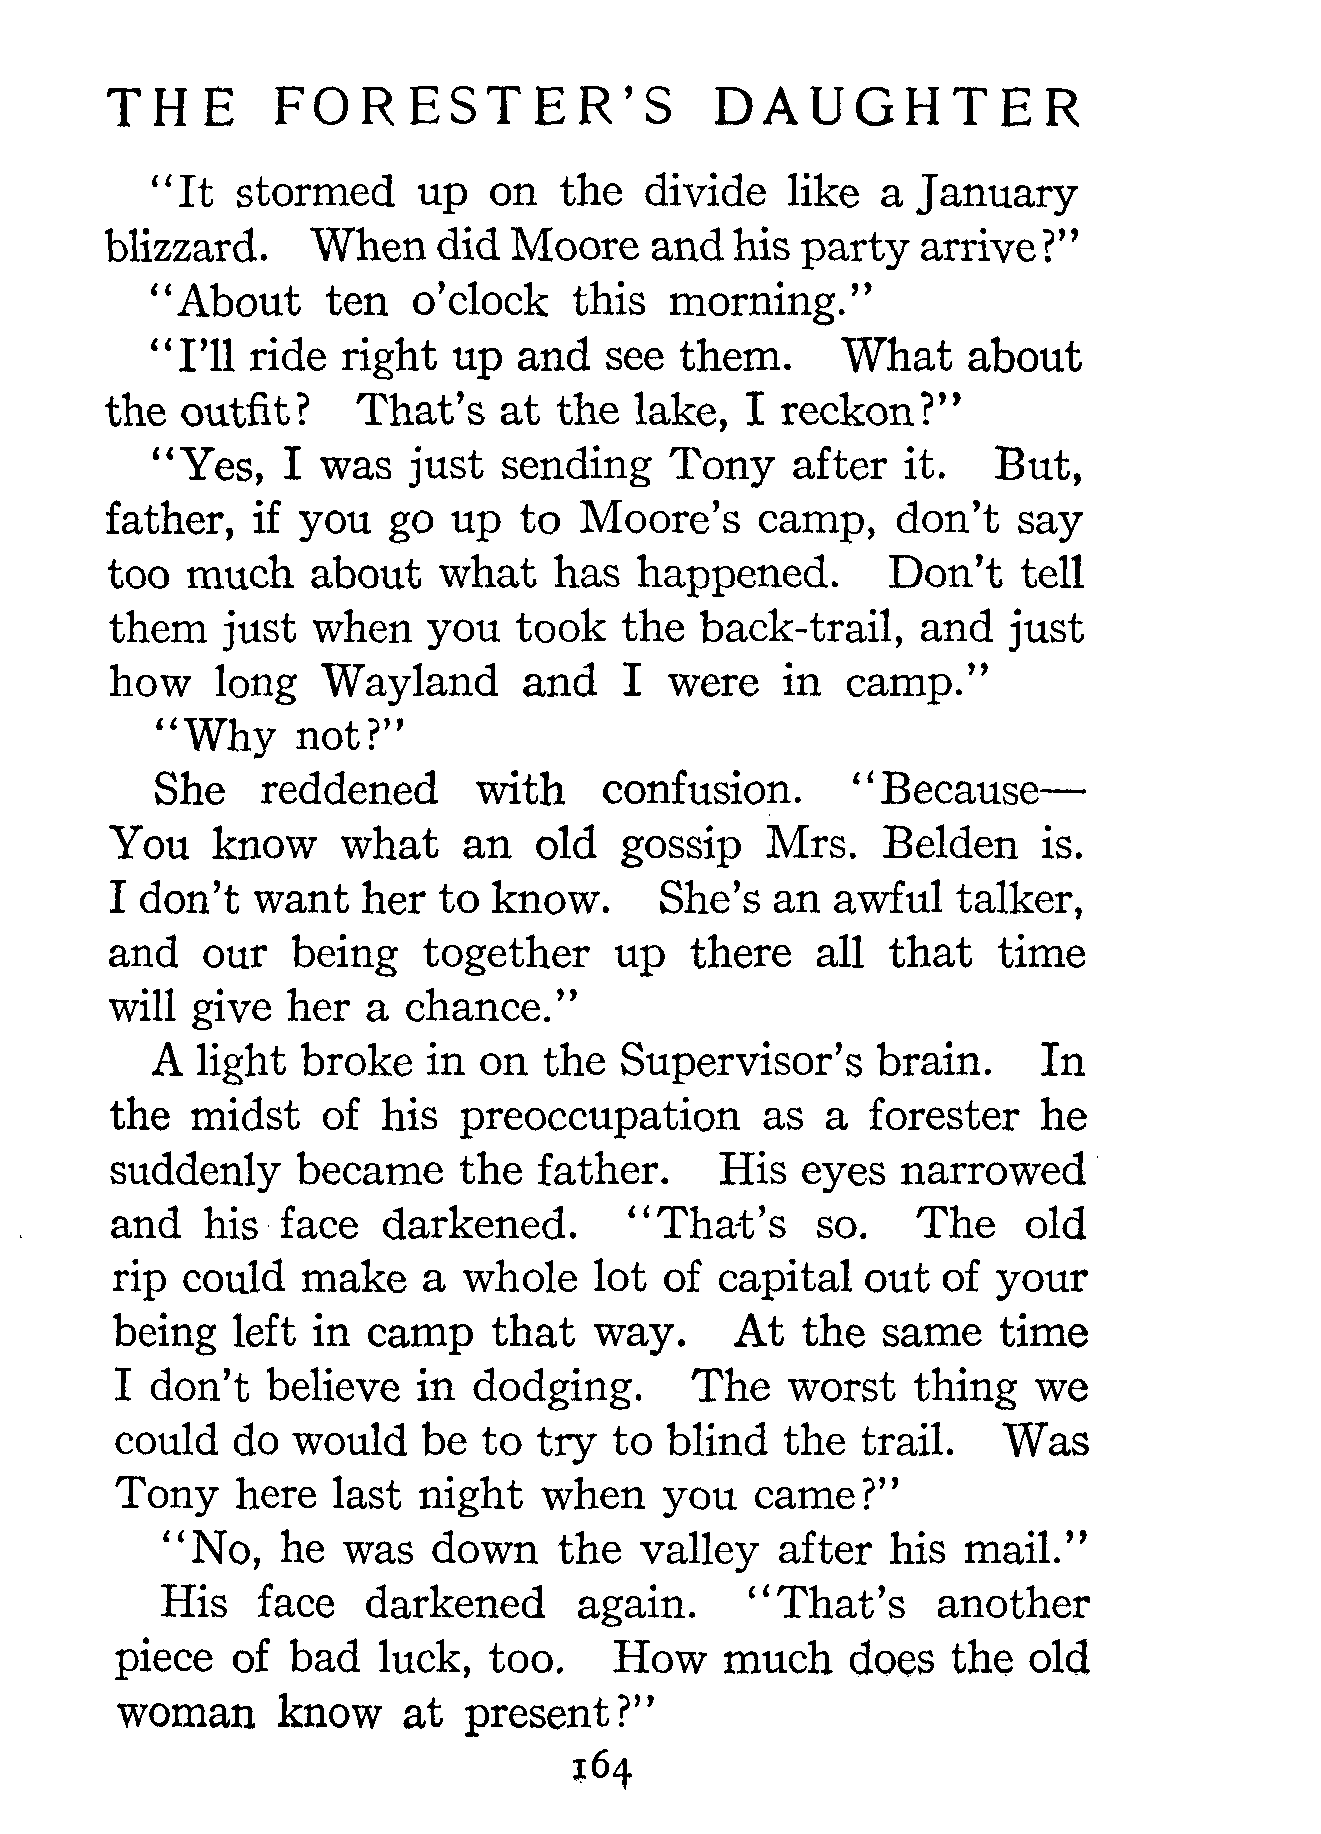 THE FORESTER'S DAUGHTER
"It stormed up on the divide like a January
blizzard. When did Moore and his party arrive?"
"About ten o'clock this morning."
"I'll ride right up and see them. What about
the outfit? That's at the lake, I reckon?"
"Yes, I was just sending Tony after it. But,
father, if you go up to Moore's camp, don't say
too much about what has happened. Don't tell
them just when you took the back-trail, and just
how long Wayland and I were in camp."
"Why not?"
She reddened with confusion. "Because—
You know what an old gossip Mrs. Belden is.
I don't want her to know. She's an awful talker,
and our being together up there all that time
will give her a chance."
A light broke in on the Supervisor's brain. In
the midst of his preoccupation as a forester he
suddenly became the father. His eyes narrowed
and his face darkened. "That's so. The old
rip could make a whole lot of capital out of your
being left in camp that way. At the same time
I don't believe in dodging. The worst thing we
could do would be to try to blind the trail. Was
Tony here last night when you came?"
"No, he was down the valley after his mail."
His face darkened again. "That's another
piece of bad luck, too. How much does the old
woman know at present?"
164